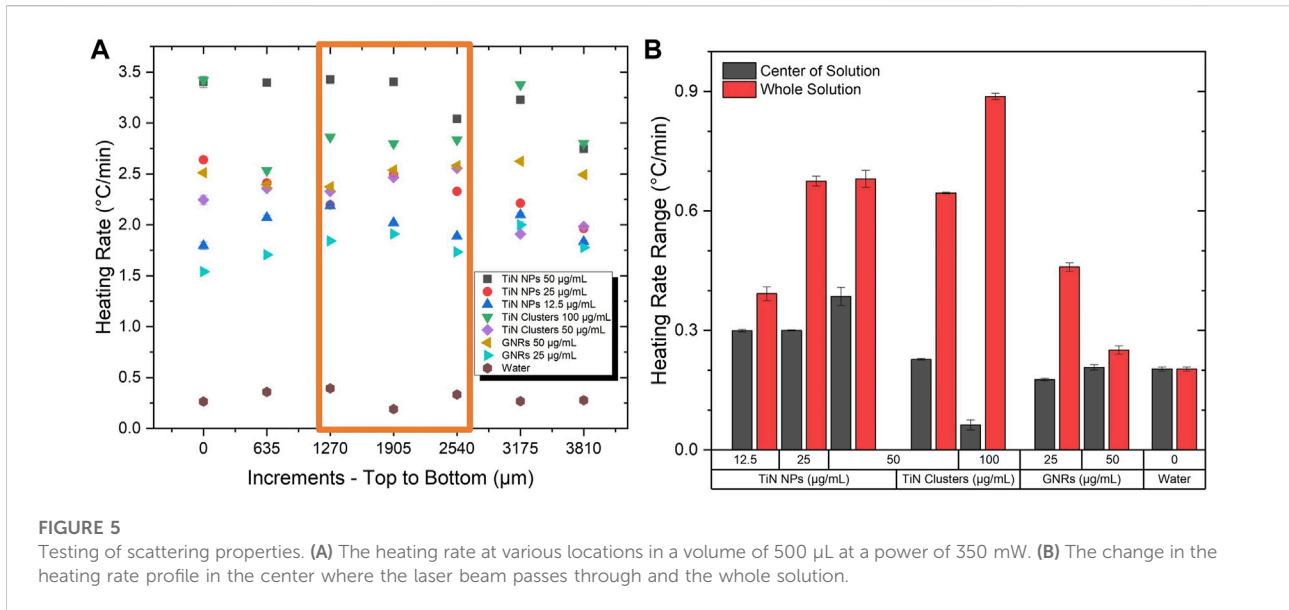 A
3.5
3.0
2.5
2.0
1.5
1.0
0.5
0.0
Heating Rate (°C/min)
TiN NPs 50 µg/mL
TiN NPs 25 µg/mL
TiN NPs 12.5 µg/mL
TiN Clusters 100 µg/mL
TiN Clusters 50 µg/mL
GNRs 50 µg/mL
GNRs 25 µg/mL
Water
0 635 1270 1905 2540 3175 3810
Increments - Top to Bottom (µm)
B
Center of Solution
Whole Solution
0.9
0.6
0.3
0.0
Heating Rate Range (°C/min)
12.5 25 50 100 25 50 0
TiN NPs (µg/mL) TiN Clusters (µg/mL) GNRs (µg/mL) Water
FIGURE 5
Testing of scattering properties. (A) The heating rate at various locations in a volume of 500 µL at a power of 350 mW. (B) The change in the
heating rate profile in the center where the laser beam passes through and the whole solution.